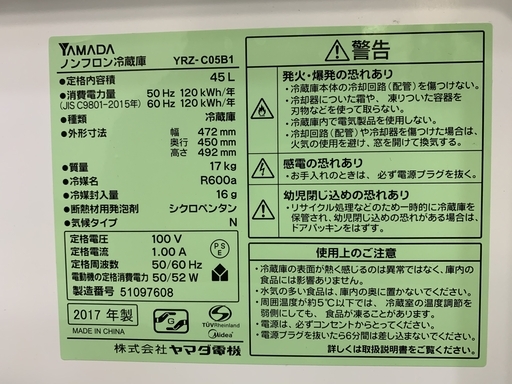 YAMADA
ノンフロン冷蔵庫 YRZ-C05B1
●定格内容積 45 L
●消費電力量 50 Hz 120 kWh/年
(JIS C9801-2015年) 60 Hz 120 kWh/年
●種類 冷蔵庫
●外形寸法 幅 472 mm
奥行 450 mm
高さ 492 mm
●質量 17 kg
●冷媒名 R600a
●冷媒封入量 16 g
●断熱材用発泡剤 シクロペンタン
●気候タイプ N
定格電圧 100 V
定格電流 1.00 A
定格周波数 50/60 Hz
電動機の定格消費電力 50/52 W
製造番号 51097608
PS
E
2017 年製
MADE IN CHINA
G
TÜVRheinland
Midea
株式会社 ヤマダ電機
警告
発火・爆発の恐れあり
・冷蔵庫本体の冷却回路(配管)を傷つけない。
・冷却器についた霜や、凍りついた容器を
刃物などを使って取らない。
・冷蔵庫内で電気製品を使用しない。
・冷却回路(配管)や冷却器を傷つけた場合は、
火気の使用を避け、窓を開けて換気する。
感電の恐れあり
・お手入れのときは、必ず電源プラグを抜く。
幼児閉じ込めの恐れあり
・リサイクル処理などのため一時的に冷蔵庫を
保管され、幼児閉じ込めの恐れがある場合は、
ドアパッキンをはずす。
使用上のご注意
・冷蔵庫の表面が熱く感じるのは異常ではなく、庫内の
食品には影響ありません。
・水気の多い食品は、庫内の奥に置かないでください。
・周囲温度が約5℃以下では、冷蔵室の温度調節を
弱側にしても、食品が凍ることがあります。
・電源は、必ずコンセントからとってください。
・電源プラグを抜いたら6分間は差し込まないでください。
詳しくは取扱説明書をご覧ください。